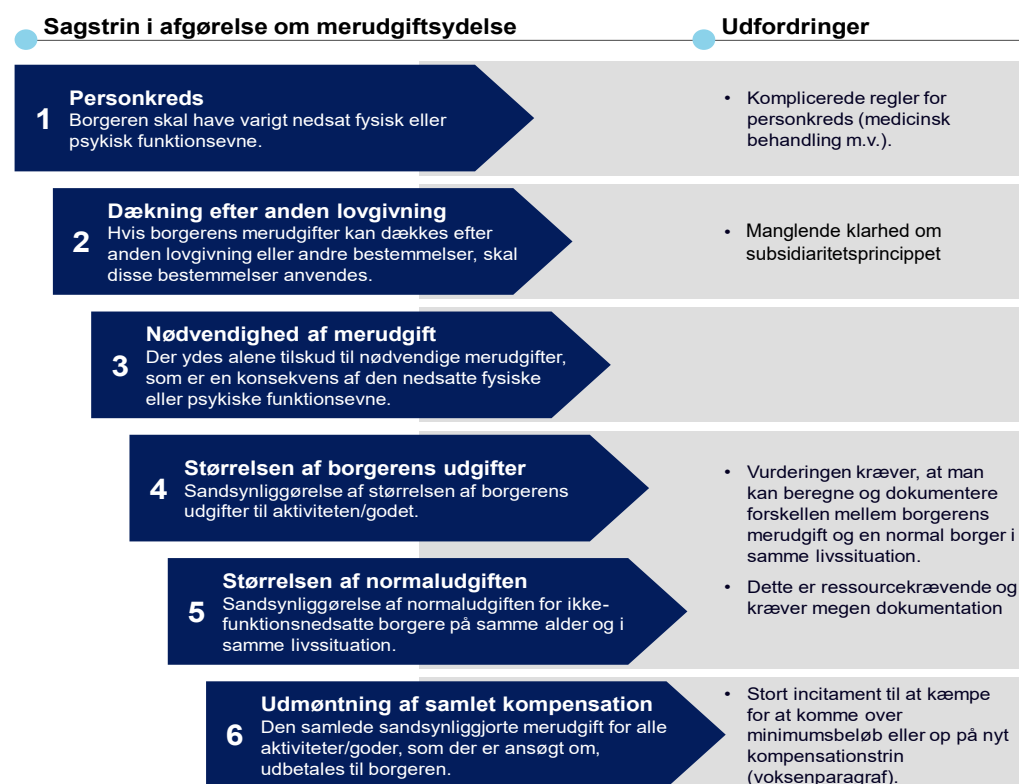 Sagstrin i afgørelse om merudgiftsydelse
Udfordringer
1
Personkreds
Borgeren skal have varigt nedsat fysisk eller
psykisk funktionsevne.
• Komplicerede regler for
personkreds (medicinsk
behandling m.v.).
2
Dækning efter anden lovgivning
Hvis borgerens merudgifter kan dækkes efter
anden lovgivning eller andre bestemmelser, skal
disse bestemmelser anvendes.
• Manglende klarhed om
subsidiaritetsprincippet
3
Nødvendighed af merudgift
Der ydes alene tilskud til nødvendige merudgifter,
som er en konsekvens af den nedsatte fysiske
eller psykiske funktionsevne.
4
Størrelsen af borgerens udgifter
Sandsynliggørelse af størrelsen af borgerens
udgifter til aktiviteten/godet.
• Vurderingen kræver, at man
kan beregne og dokumentere
forskellen mellem borgerens
merudgift og en normal borger i
samme livssituation.
• Dette er ressourcekrævende og
kræver megen dokumentation
5
Størrelsen af normaludgiften
Sandsynliggørelse af normaludgiften for ikke-
funktionsnedsatte borgere på samme alder og i
samme livssituation.
6
Udmøntning af samlet kompensation
Den samlede sandsynliggjorte merudgift for alle
aktiviteter/goder, som der er ansøgt om,
udbetales til borgeren.
• Stort incitament til at kæmpe
for at komme over
minimumsbeløb eller op på nyt
kompensationstrin
(voksenparagraf).